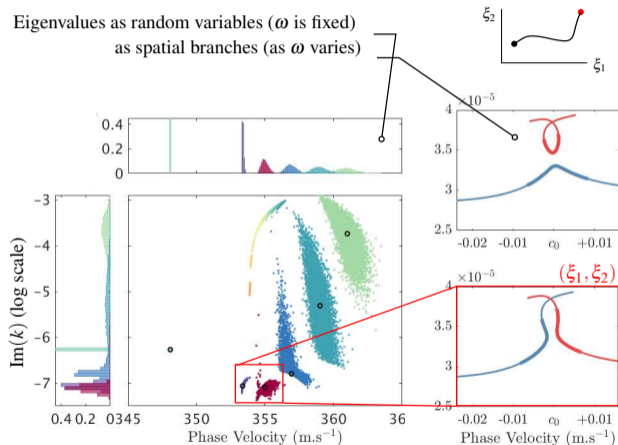 Eigenvalues as random variables (ω is fixed)
as spatial branches (as ω varies)
ξ₂
ξ₁
0.4
0.2
0
4 ×10⁻⁵
3.5
3
2.5
-0.02 -0.01 c₀ +0.01
-3
-4
-5
-6
-7
Im(k) (log scale)
0.4 0.2 0
345 350 355 360 36
Phase Velocity (m.s⁻¹)
(ξ₁, ξ₂)
4 ×10⁻⁵
3.5
3
2.5
-0.02 -0.01 c₀ +0.01
Phase Velocity (m.s⁻¹)